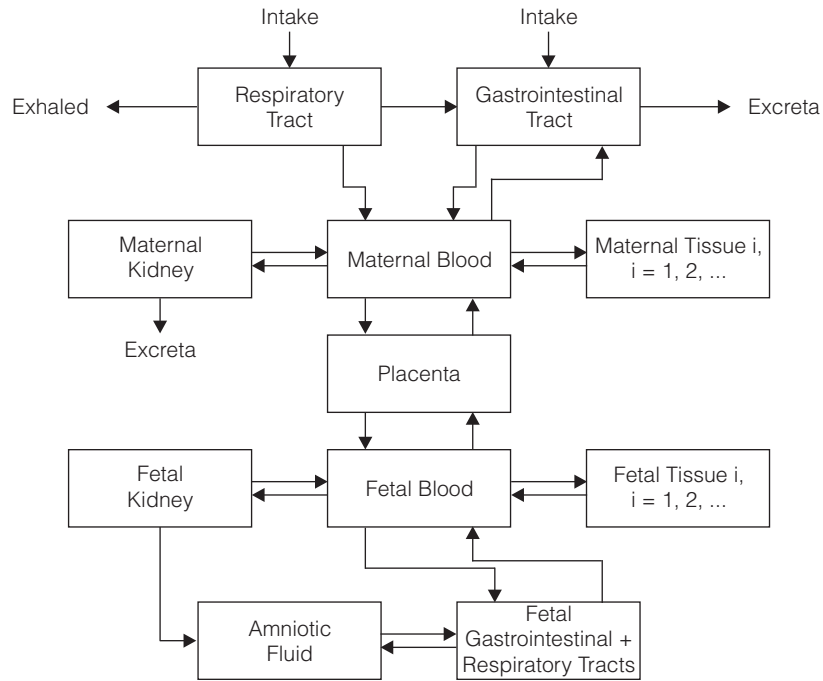 Intake
Intake
Exhaled
Respiratory
Tract
Gastrointestinal
Tract
Excreta
Maternal
Kidney
Maternal Blood
Maternal Tissue i,
i = 1, 2, ...
Excreta
Placenta
Fetal
Kidney
Fetal Blood
Fetal Tissue i,
i = 1, 2, ...
Amniotic
Fluid
Fetal
Gastrointestinal +
Respiratory Tracts